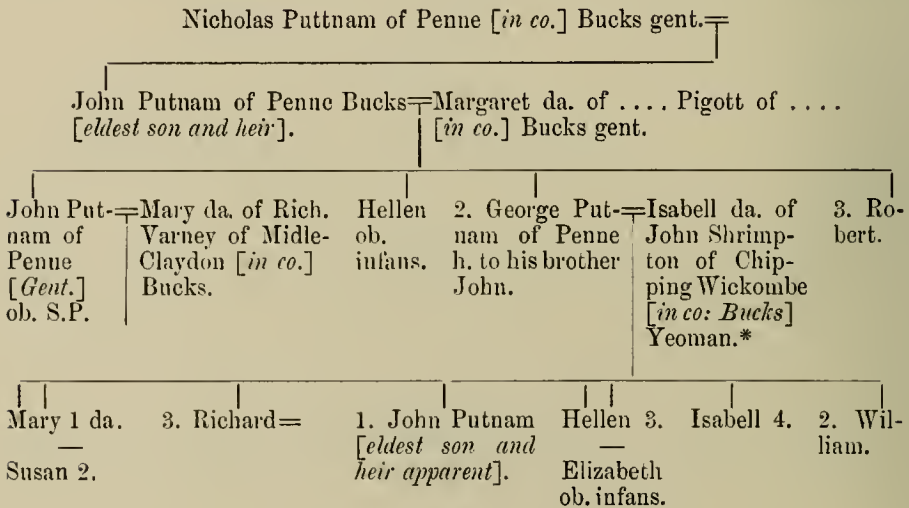 Nicholas Puttnam of Penne [in co.] Bucks gent.=
John Putnam of Penne Bucks=Margaret da. of .... Pigott of ....
[eldest son and heir].
[in co.] Bucks gent.
John Put-
nam of
Penne
[Gent.]
ob. S.P.
=Mary da. of Rich.
Varney of Midle-
Claydon [in co.]
Bucks.
Hellen
ob.
infans.
2. George Put-
nam of Penne
h. to his brother
John.
=Isabell da. of
John Shrimp-
ton of Chip-
ping Wickombe
[in co: Bucks]
Yeoman.*
3. Ro-
bert.
Mary 1 da.
—
Susan 2.
3. Richard=
1. John Putnam
[eldest son and
heir apparent].
Hellen 3.
—
Elizabeth
ob. infans.
Isabell 4.
2. Wil-
liam.